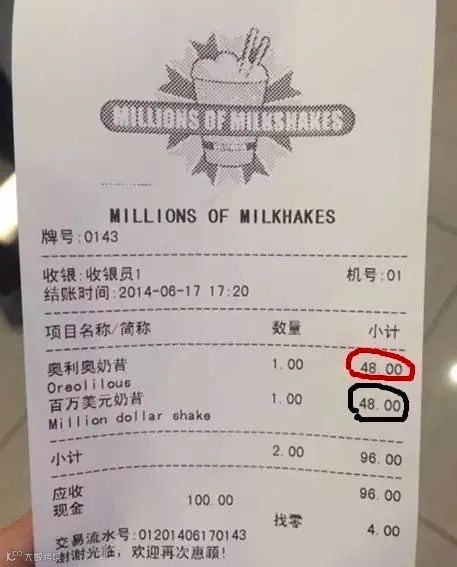 MILLIONS OF MILKSHAKES
MILLIONS OF MILKHAKES
牌号:0143
收银:收银员1 机号:01
结账时间:2014-06-17 17:20
项目名称/简称 数量 小计
奥利奥奶昔 1.00 48.00
Oreolilous
百万美元奶昔 1.00 48.00
Million dollar shake
小计 2.00 96.00
应收 96.00
现金 100.00 找零 4.00
交易流水号:01201406170143
谢谢光临，欢迎再次惠顾!